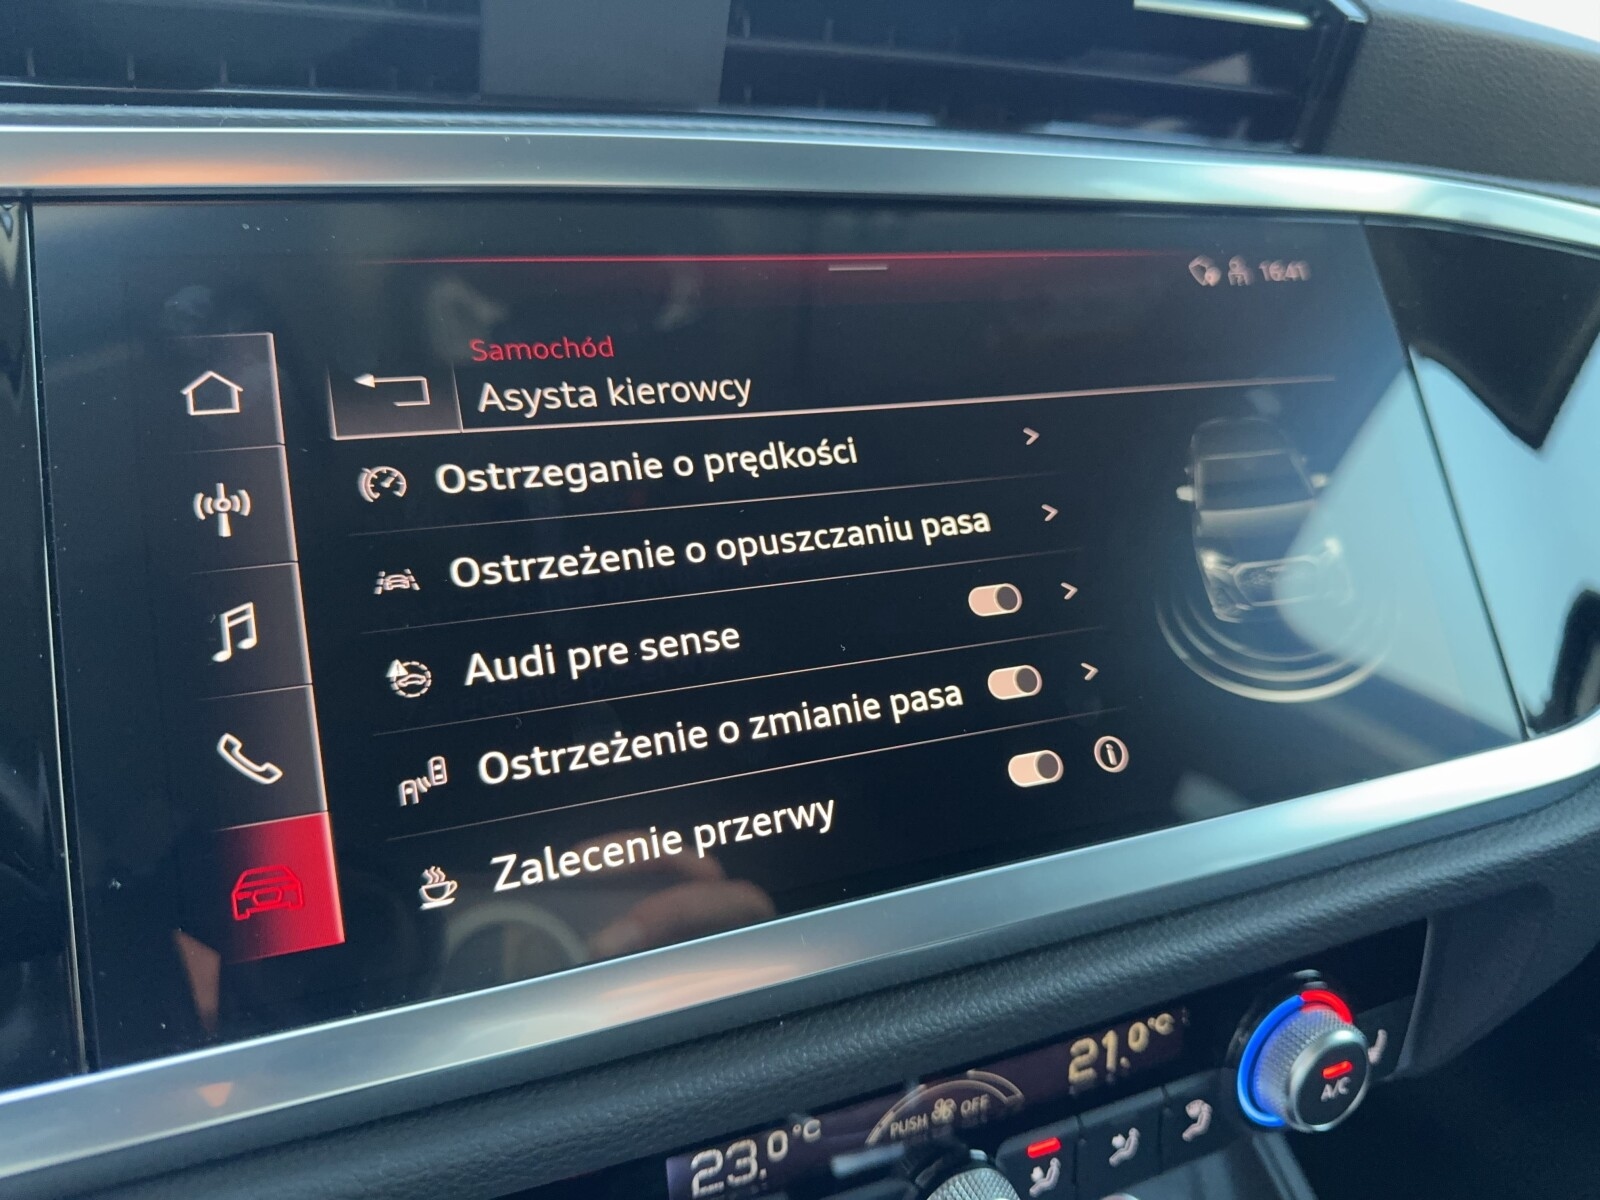 16:41
Samochód
Asysta kierowcy
Ostrzeganie o prędkości
Ostrzeżenie o opuszczaniu pasa
Audi pre sense
Ostrzeżenie o zmianie pasa
Zalecenie przerwy
21.0°C
A/C
PUSH OFF
23.0°C